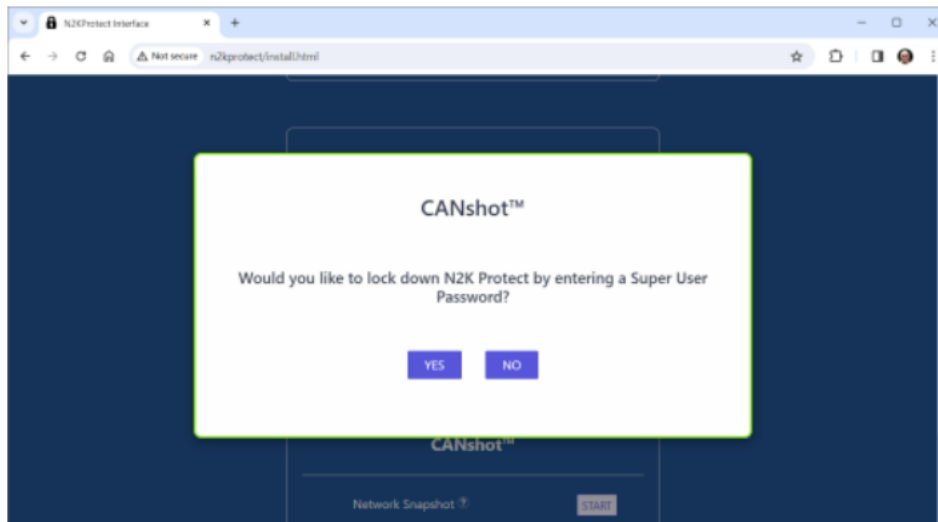 N2KProtect Interface
Not secure n2kprotect/install.html
CANshot™
Would you like to lock down N2K Protect by entering a Super User
Password?
YES NO
CANshot™
Network Snapshot ? START